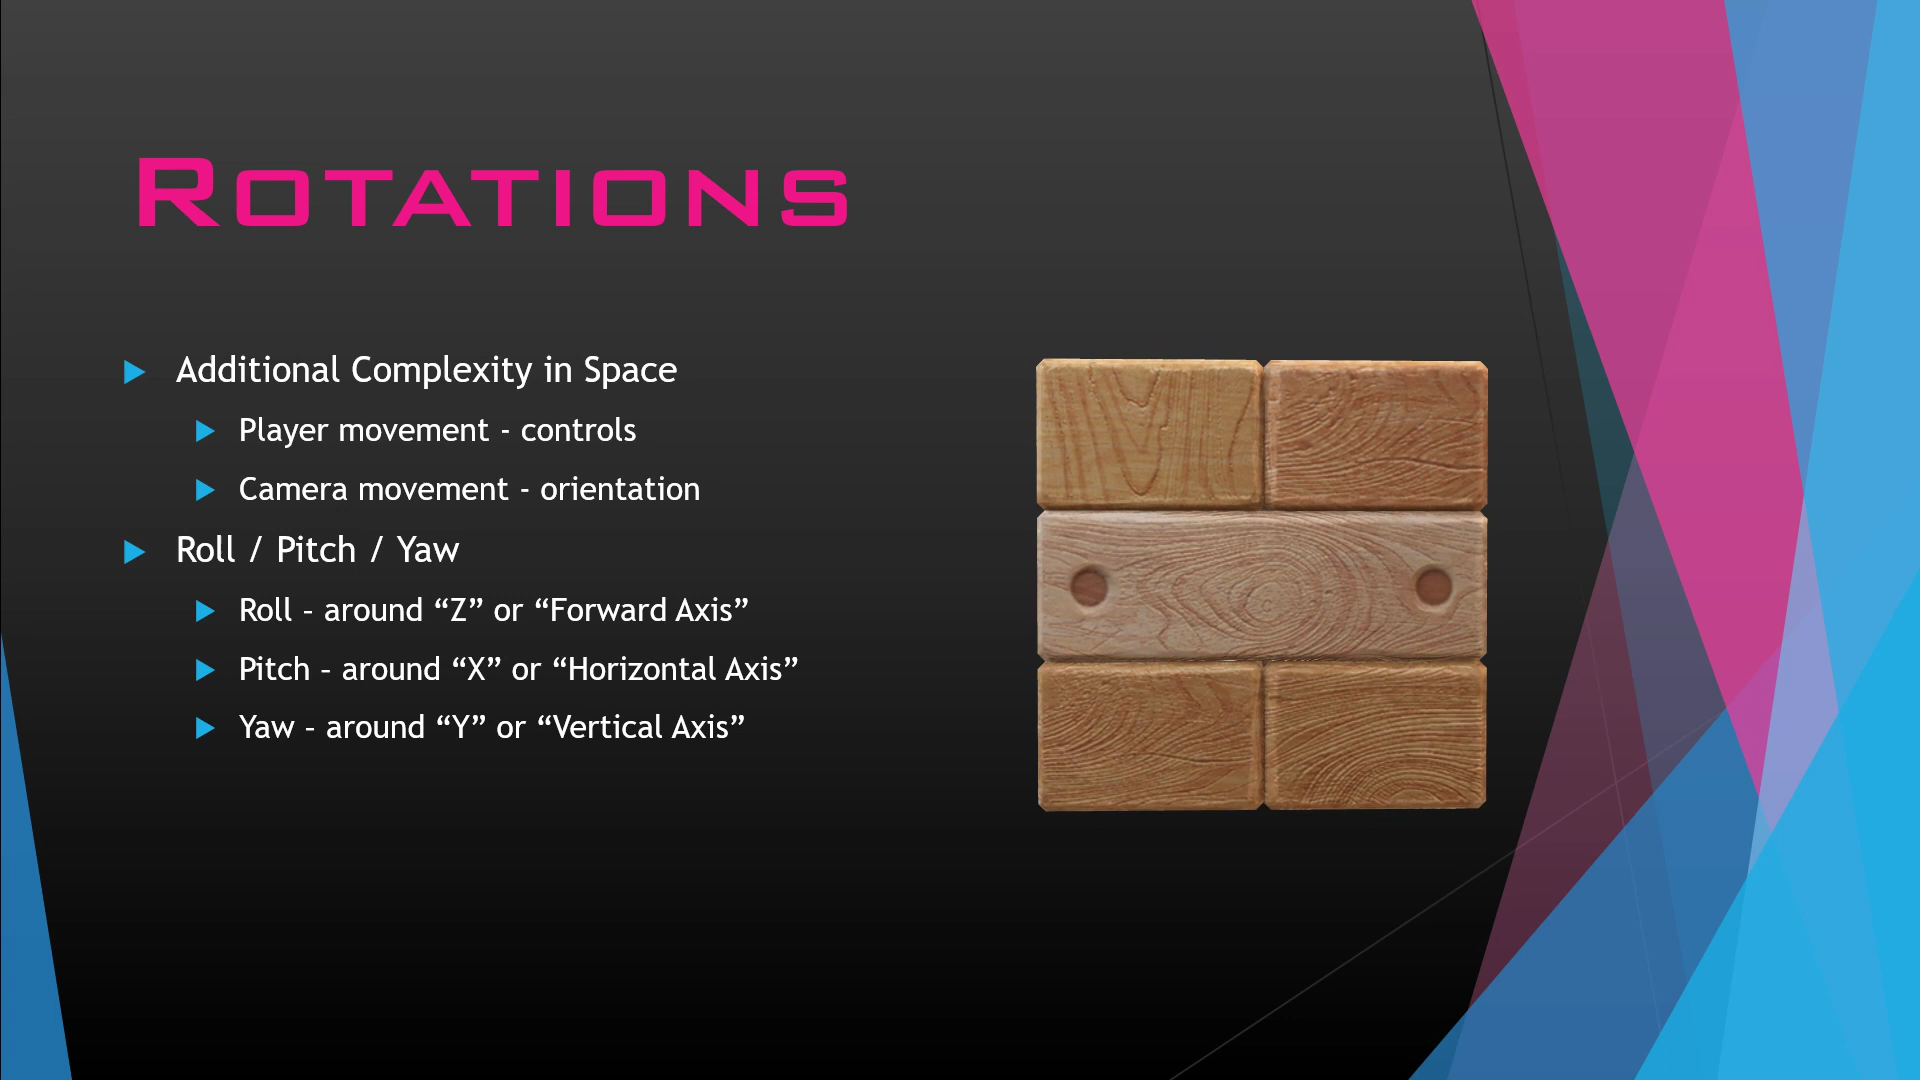 Rotations
Additional Complexity in Space
Player movement - controls
Camera movement - orientation
Roll / Pitch / Yaw
Roll – around “Z” or “Forward Axis”
Pitch – around “X” or “Horizontal Axis”
Yaw – around “Y” or “Vertical Axis”